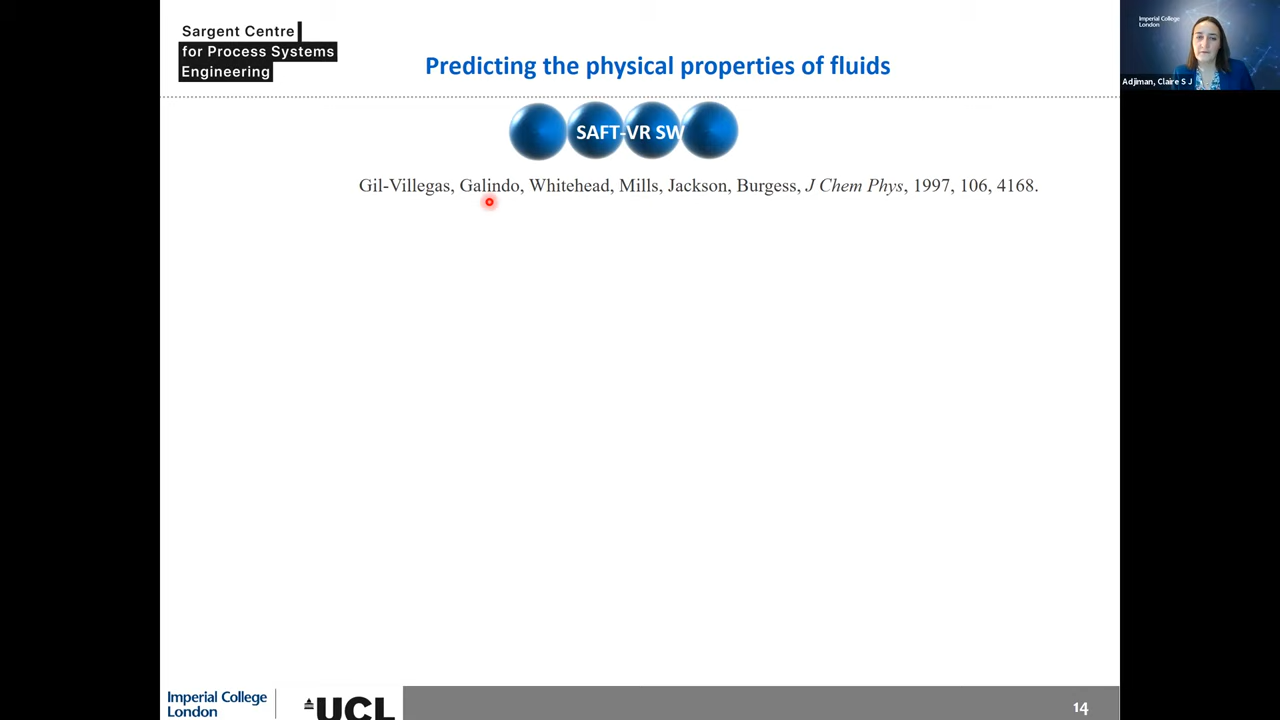 Sargent Centre
for Process Systems
Engineering
Predicting the physical properties of fluids
Imperial College
London
Adjiman, Claire S J
SAFT-VR SW
Gil-Villegas, Galindo, Whitehead, Mills, Jackson, Burgess, J Chem Phys, 1997, 106, 4168.
Imperial College
London
UCL
14